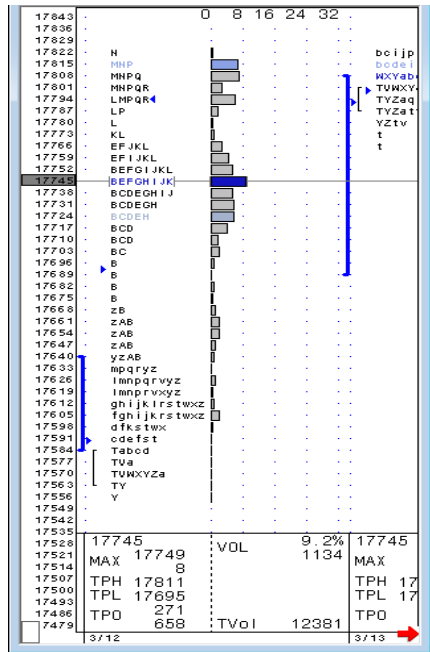 0 8 16 24 32
17843
17836
17829
17822 N bcijp
17815 MNP bcdei
17808 MNPQ WXYab
17801 MNPQR TUWXY
17794 LMPQR TYZaq
17787 LP TYZat
17780 L YZtv
17773 KL t
17766 EFJKL t
17759 EFIJKL
17752 BEFGIJKL
17745 BEFGHIJK
17738 BCDEGHIJ
17731 BCDEGH
17724 BCDEH
17717 BCD
17710 BCD
17703 BC
17696 B
17689 B
17682 B
17675 B
17668 zB
17661 zAB
17654 zAB
17647 zAB
17640 yzAB
17633 mpqryz
17626 lmnpqrvyz
17619 lmnprvxyz
17612 ghijklrstwxz
17605 fghijkrstwxz
17598 dfkstwx
17591 cdefst
17584 Tabcd
17577 TUa
17570 TUWXYZa
17563 TY
17556 Y
17549
17542
17535
17528 17745 VOL 9.2% 17745
17521 MAX 17749 1134 MAX
17514 8
17507 TPH 17811 TPH 17
17500 TPL 17695 TPL 17
17493
17486 TPO 271 TPO
17479 658 TVol 12381
3/12 3/13